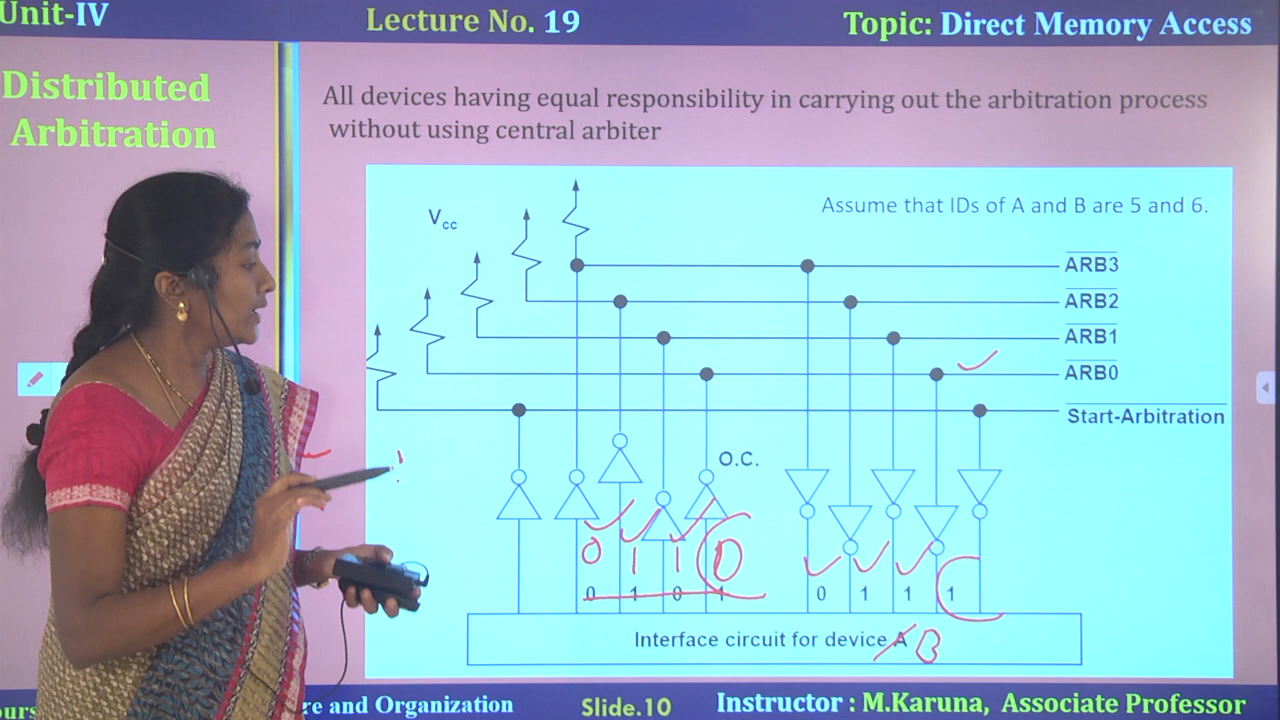 Unit-IV
Lecture No. 19
Topic: Direct Memory Access
Distributed
Arbitration
All devices having equal responsibility in carrying out the arbitration process
without using central arbiter
Assume that IDs of A and B are 5 and 6.
Vcc
ARB3
ARB2
ARB1
ARB0
Start-Arbitration
O.C.
0 1 1 0
0 1 0 1
0 1 1 1
Interface circuit for device A B
re and Organization
Slide.10
Instructor : M.Karuna, Associate Professor